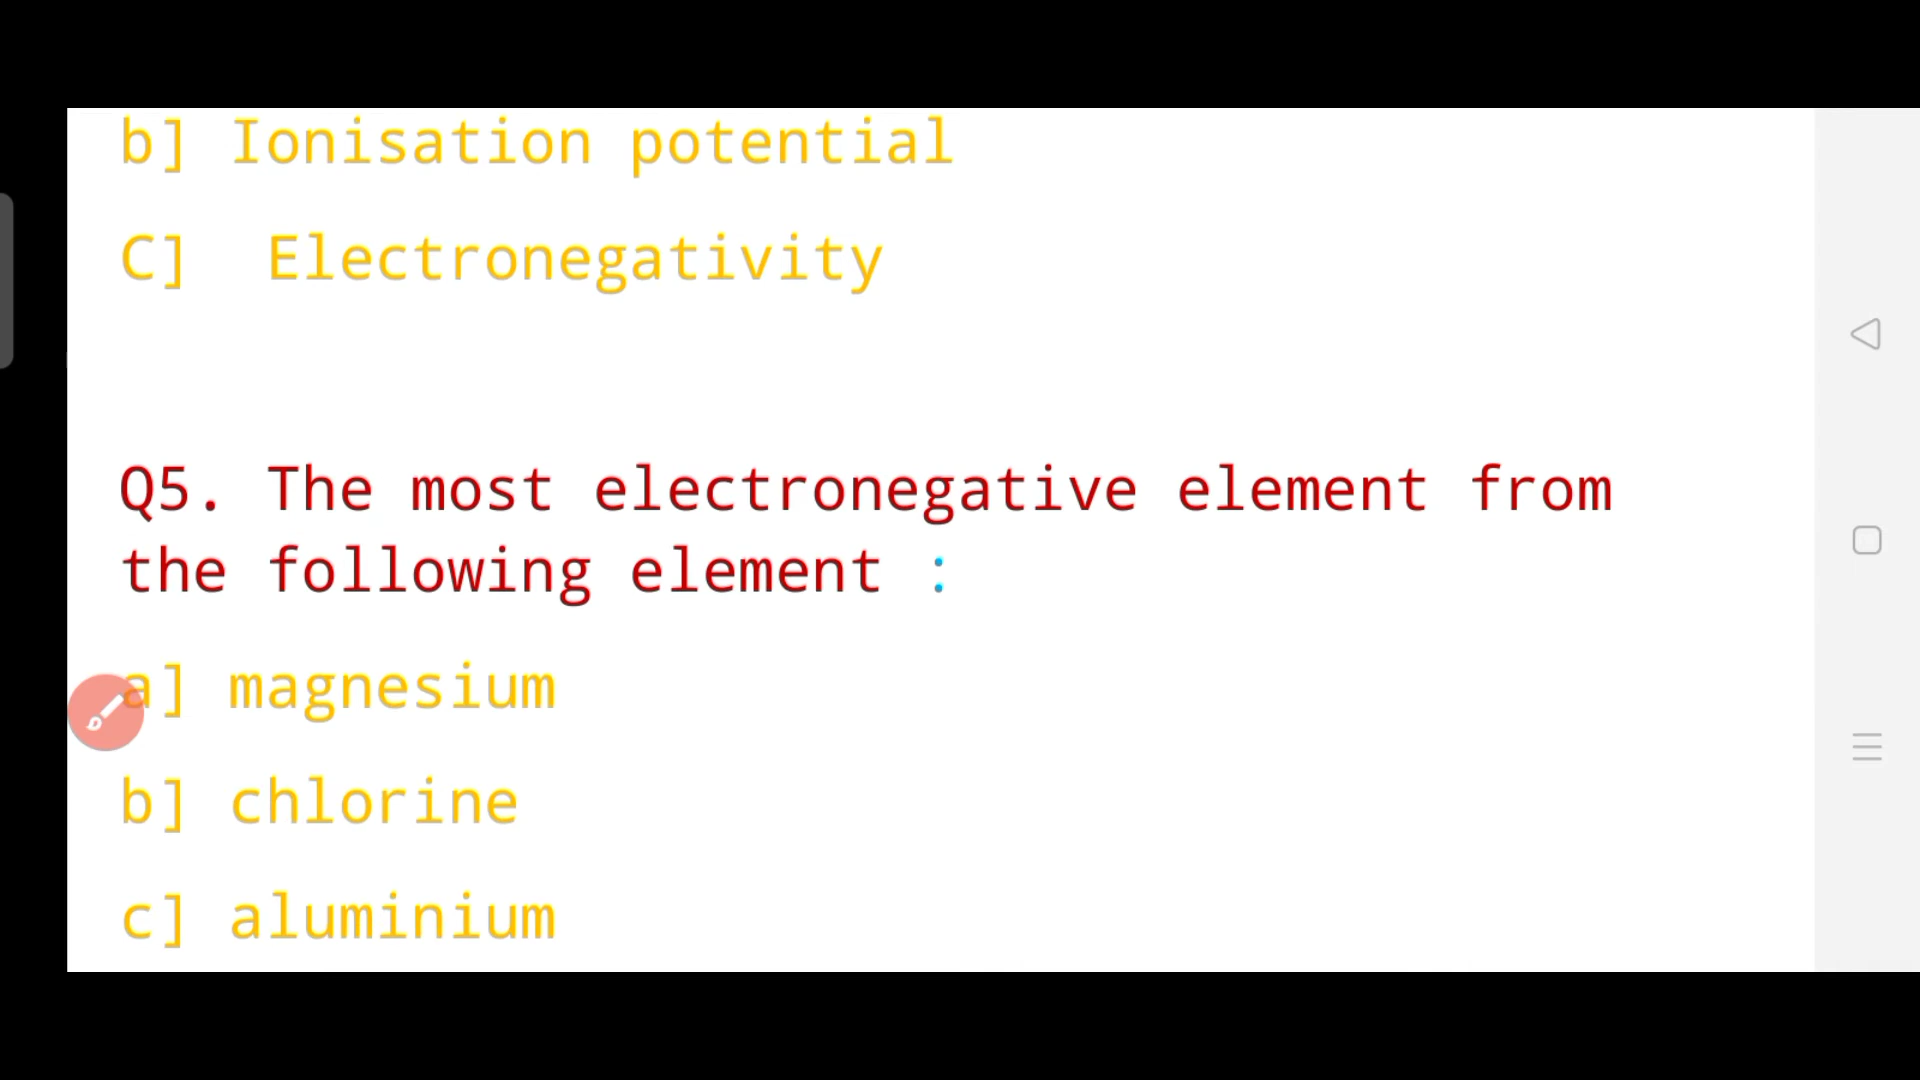 b] Ionisation potential
C] Electronegativity
Q5. The most electronegative element from
the following element :
a] magnesium
b] chlorine
c] aluminium